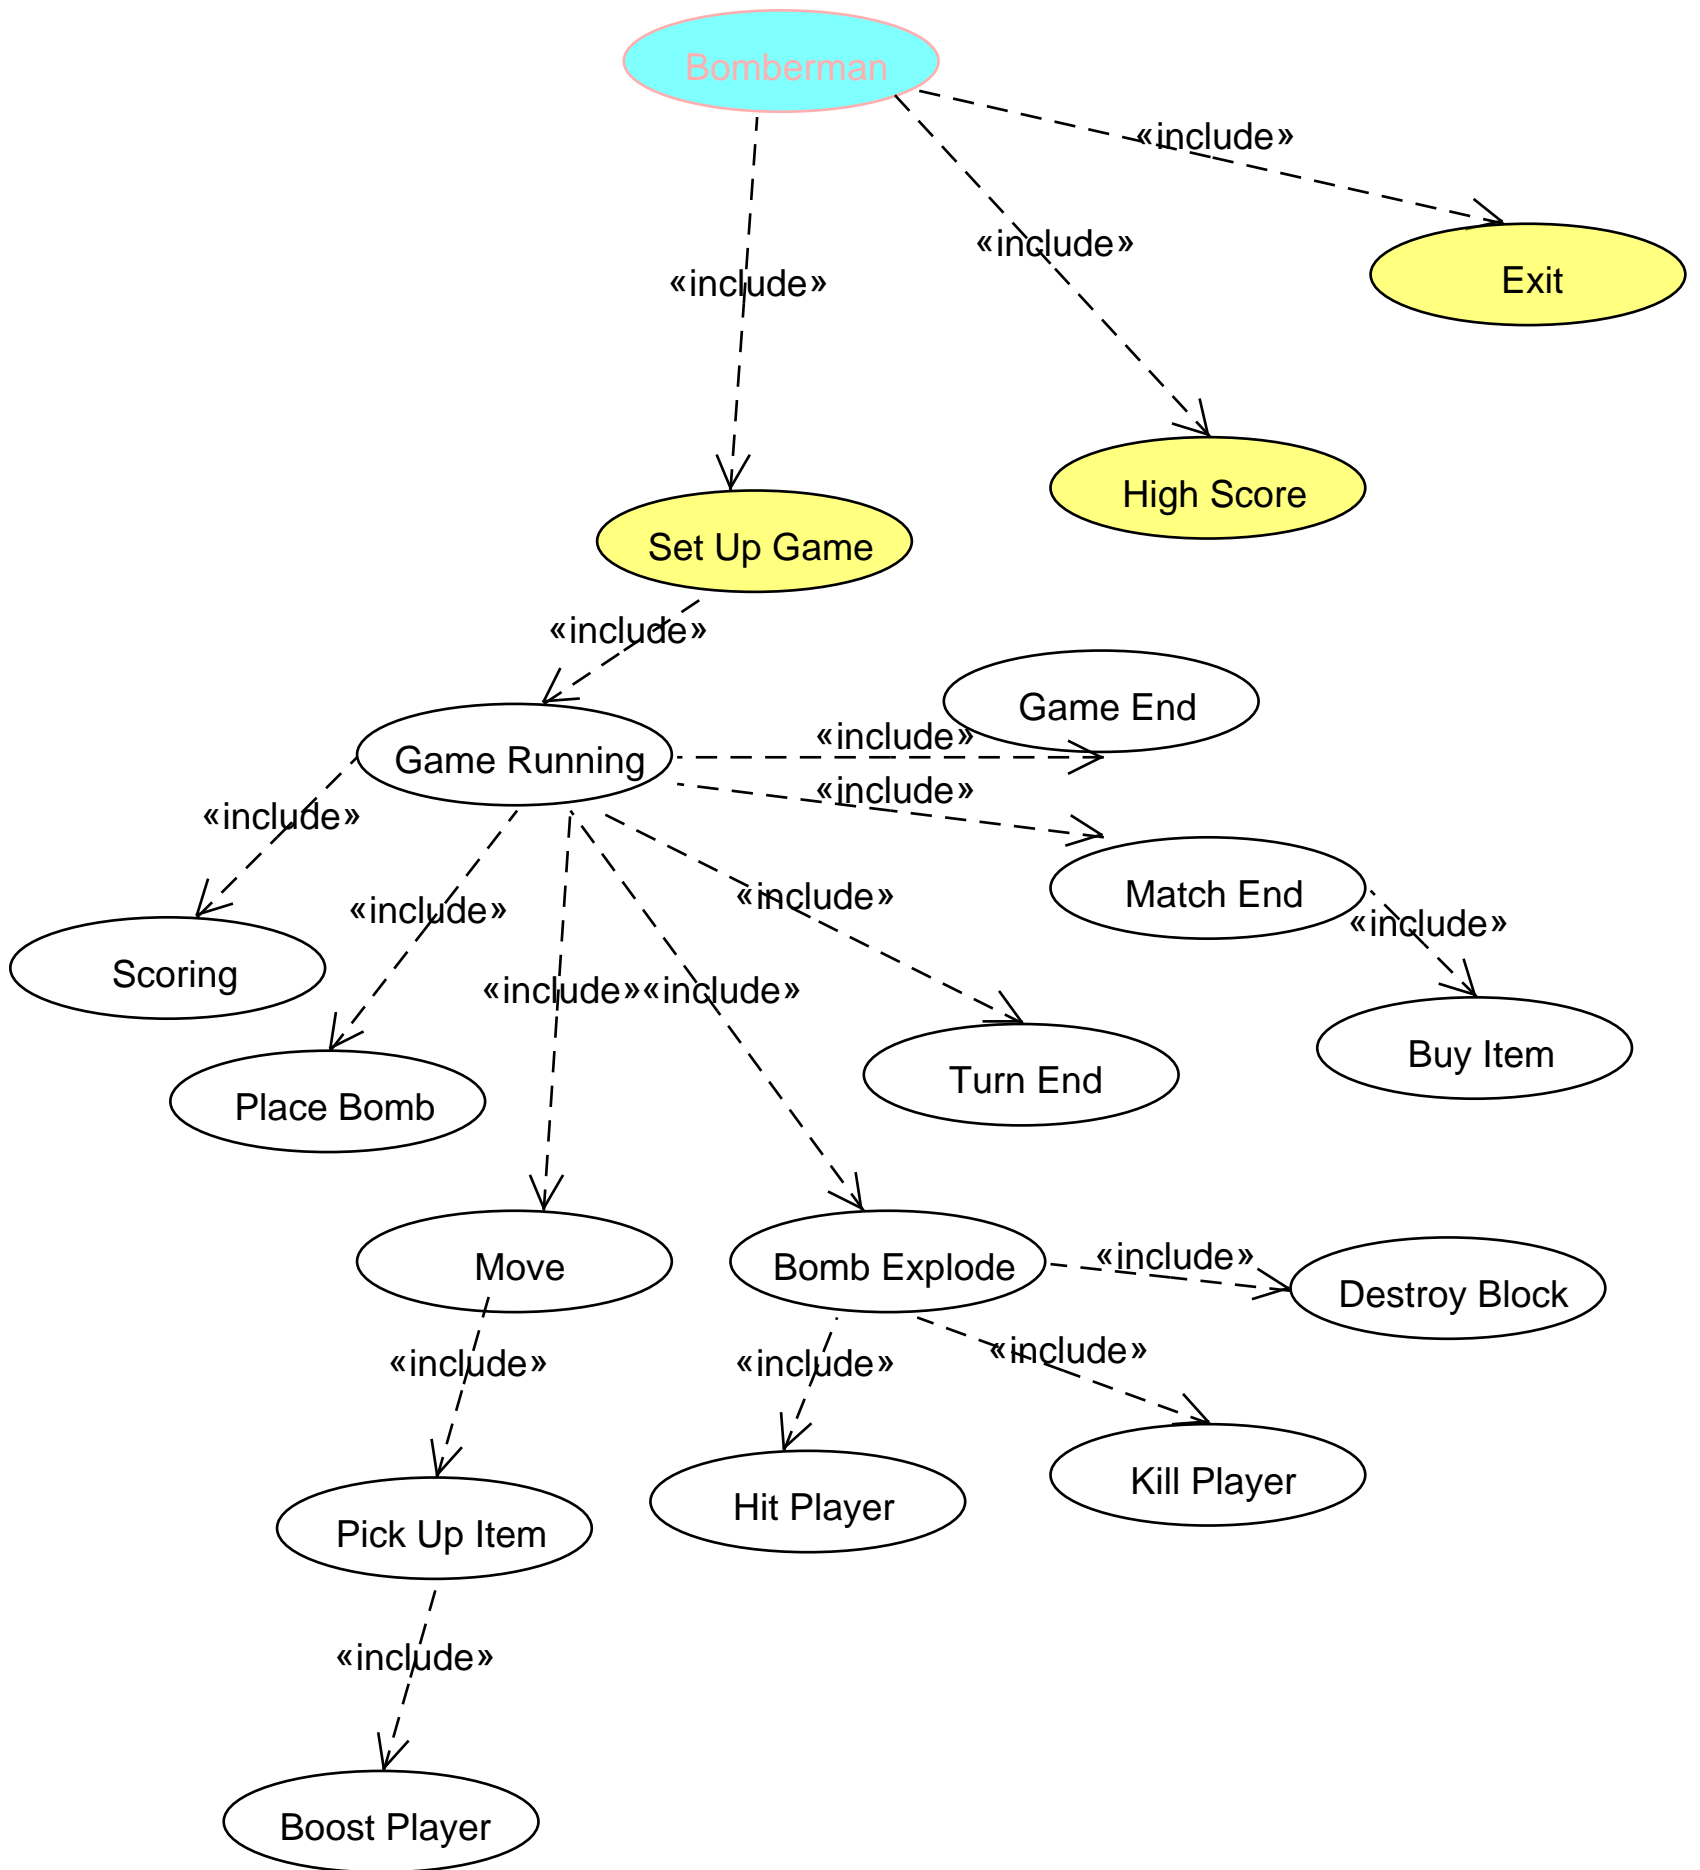 Bomberman
«include»
«include»
«include»
Exit
High Score
Set Up Game
«include»
Game End
«include»
Game Running
«include»
«include»
Match End
«include»
«include»
«include»
Scoring
«include»
«include»
Buy Item
Turn End
Place Bomb
«include»
Move
Bomb Explode
Destroy Block
«include»
«include»
«include»
Kill Player
Hit Player
Pick Up Item
«include»
Boost Player